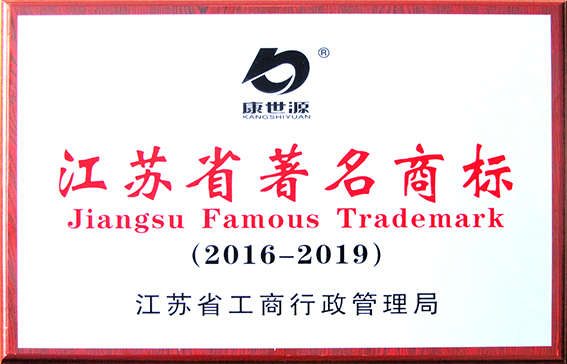 ®
康世源
KANGSHIYUAN
江苏省著名商标
Jiangsu Famous Trademark
(2016-2019)
江苏省工商行政管理局